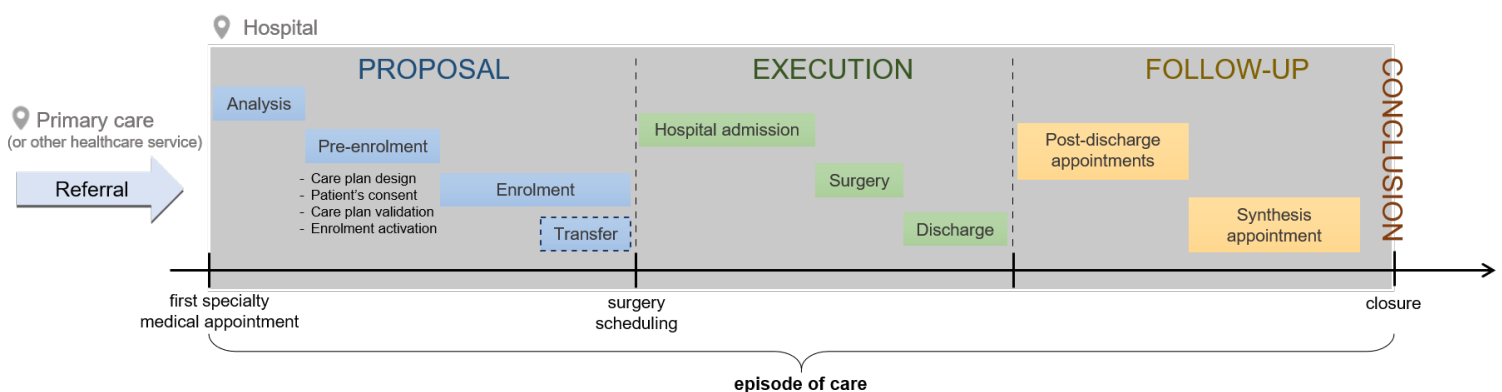 Hospital
PROPOSAL
EXECUTION
FOLLOW-UP
CONCLUSION
Analysis
Primary care
(or other healthcare service)
Referral
Pre-enrolment
- Care plan design
- Patient's consent
- Care plan validation
- Enrolment activation
Enrolment
Transfer
Hospital admission
Surgery
Discharge
Post-discharge
appointments
Synthesis
appointment
first specialty
medical appointment
surgery
scheduling
closure
episode of care